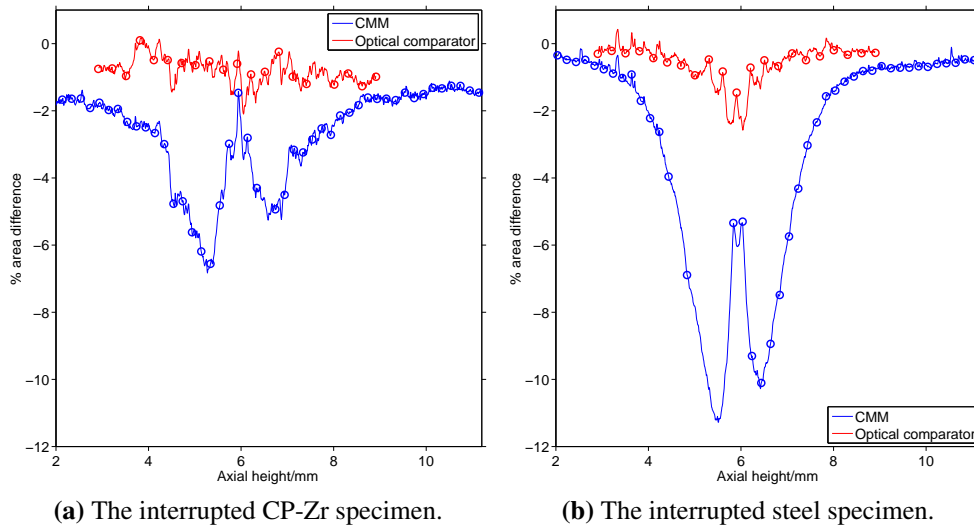 CMM
Optical comparator
0
−2
−4
−6
−8
−10
−12
% area difference
2 4 6 8 10
Axial height/mm
(a) The interrupted CP-Zr specimen.
0
−2
−4
−6
−8
−10
−12
% area difference
CMM
Optical comparator
2 4 6 8 10
Axial height/mm
(b) The interrupted steel specimen.